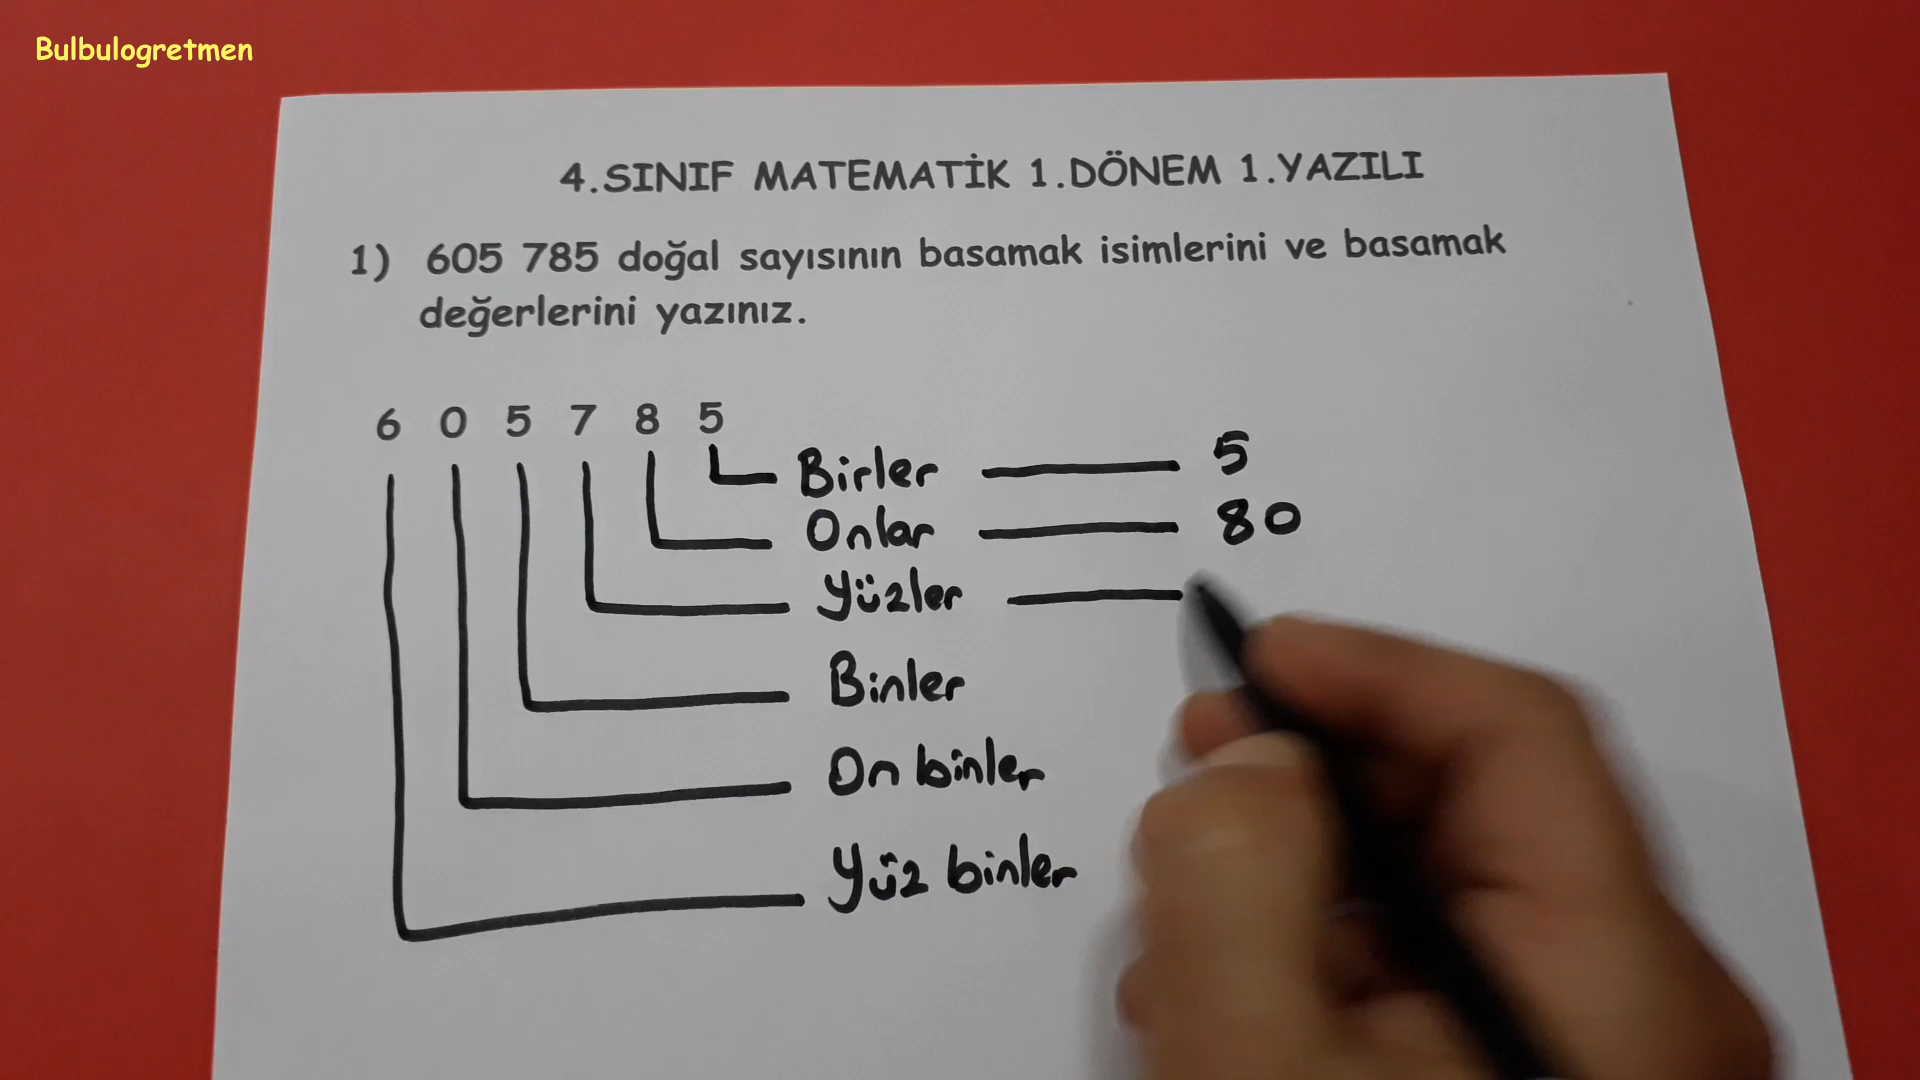 Bulbulogretmen
4.SINIF MATEMATİK 1.DÖNEM 1.YAZILI
1) 605 785 doğal sayısının basamak isimlerini ve basamak
değerlerini yazınız.
6 0 5 7 8 5
Birler 5
Onlar 80
Yüzler
Binler
On binler
Yüz binler